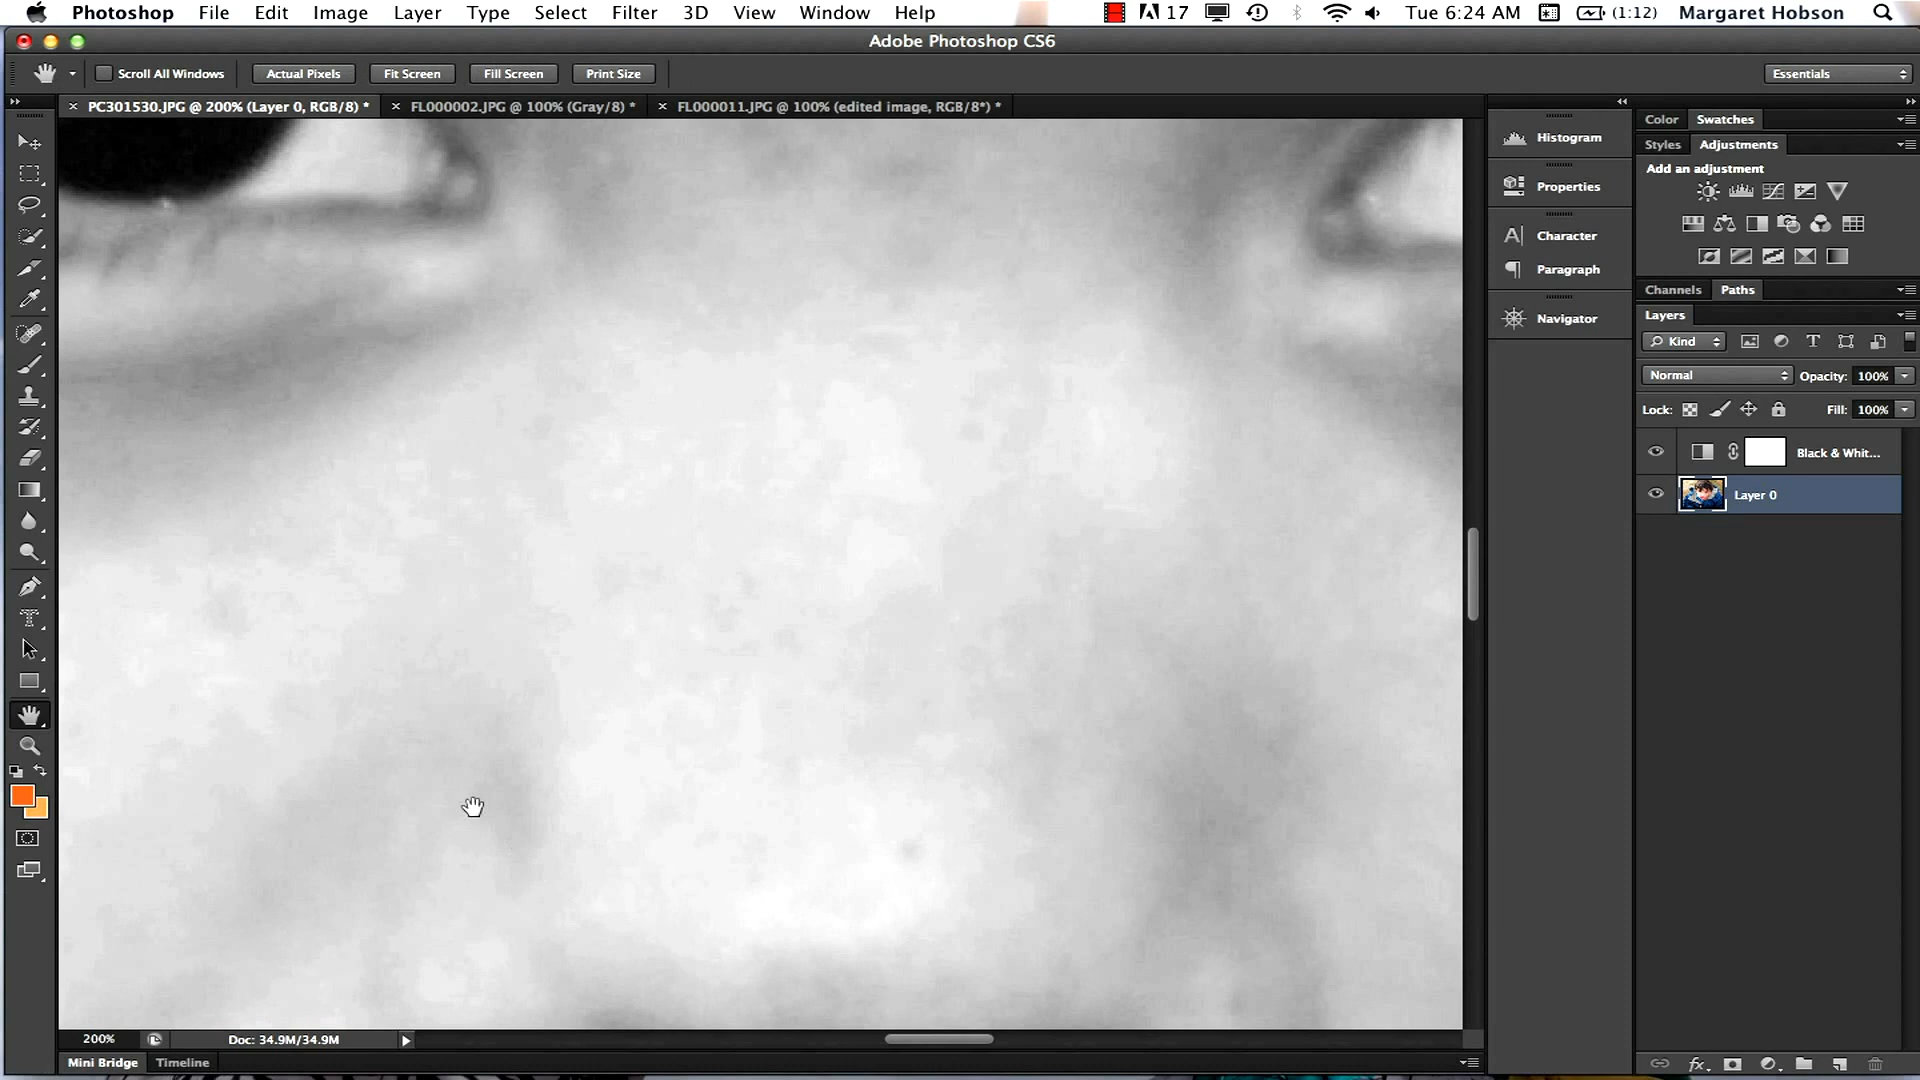 Photoshop File Edit Image Layer Type Select Filter 3D View Window Help 17 Tue 6:24 AM (1:12) Margaret Hobson
Adobe Photoshop CS6
Scroll All Windows Actual Pixels Fit Screen Fill Screen Print Size Essentials
PC301530.JPG @ 200% (Layer 0, RGB/8) * FL000002.JPG @ 100% (Gray/8) * FL000011.JPG @ 100% (edited image, RGB/8*) *
Color Swatches
Histogram
Styles Adjustments
Add an adjustment
Properties
Character
Paragraph
Channels Paths
Navigator
Layers
Kind
Normal Opacity: 100%
Lock: Fill: 100%
Black & Whit...
Layer 0
200% Doc: 34.9M/34.9M
Mini Bridge Timeline